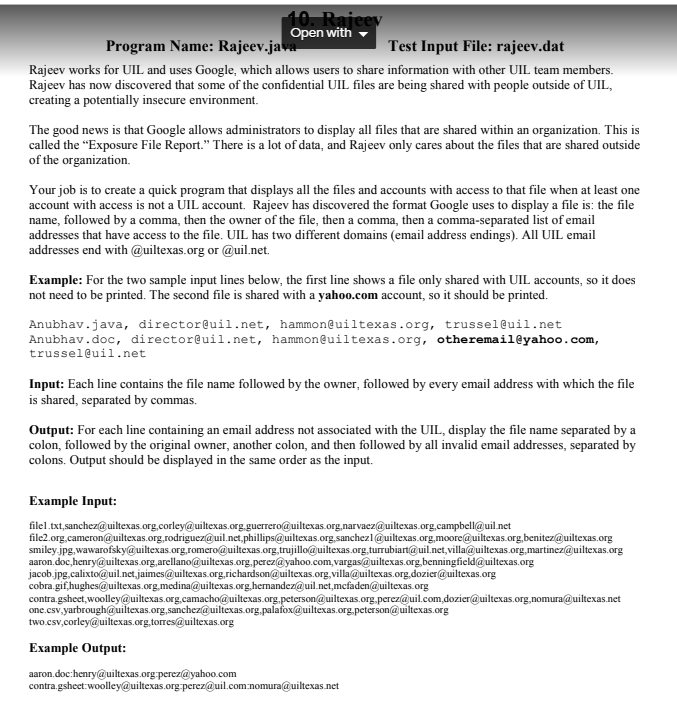 10. Rajeev
Open with
Program Name: Rajeev.java Test Input File: rajeev.dat
Rajeev works for UIL and uses Google, which allows users to share information with other UIL team members.
Rajeev has now discovered that some of the confidential UIL files are being shared with people outside of UIL,
creating a potentially insecure environment.
The good news is that Google allows administrators to display all files that are shared within an organization. This is
called the “Exposure File Report.” There is a lot of data, and Rajeev only cares about the files that are shared outside
of the organization.
Your job is to create a quick program that displays all the files and accounts with access to that file when at least one
account with access is not a UIL account. Rajeev has discovered the format Google uses to display a file is: the file
name, followed by a comma, then the owner of the file, then a comma, then a comma-separated list of email
addresses that have access to the file. UIL has two different domains (email address endings). All UIL email
addresses end with @uiltexas.org or @uil.net.
Example: For the two sample input lines below, the first line shows a file only shared with UIL accounts, so it does
not need to be printed. The second file is shared with a yahoo.com account, so it should be printed.
Anubhav.java, director@uil.net, hammon@uiltexas.org, trussel@uil.net
Anubhav.doc, director@uil.net, hammon@uiltexas.org, otheremail@yahoo.com,
trussel@uil.net
Input: Each line contains the file name followed by the owner, followed by every email address with which the file
is shared, separated by commas.
Output: For each line containing an email address not associated with the UIL, display the file name separated by a
colon, followed by the original owner, another colon, and then followed by all invalid email addresses, separated by
colons. Output should be displayed in the same order as the input.
Example Input:
file1.txt,sanchez@uiltexas.org,corley@uiltexas.org,guerrero@uiltexas.org,narvaez@uiltexas.org,campbell@uil.net
file2.org,cameron@uiltexas.org,rodriguez@uil.net,phillips@uiltexas.org,sanchez1@uiltexas.org,moore@uiltexas.org,benitez@uiltexas.org
smiley.jpg,wawarofsky@uiltexas.org,romero@uiltexas.org,trujillo@uiltexas.org,turrubiart@uil.net,villa@uiltexas.org,martinez@uiltexas.org
aaron.doc,henry@uiltexas.org,arellano@uiltexas.org,perez@yahoo.com,vargas@uiltexas.org,benningfield@uiltexas.org
jacob.jpg,calixto@uil.net,jaimes@uiltexas.org,richardson@uiltexas.org,villa@uiltexas.org,dozier@uiltexas.org
cobra.gif,hughes@uiltexas.org,medina@uiltexas.org,hernandez@uil.net,mcfaden@uiltexas.org
contra.gsheet,woolley@uiltexas.org,camacho@uiltexas.org,peterson@uiltexas.org,perez@uil.com,dozier@uiltexas.org,nomura@uiltexas.net
one.csv,yarbrough@uiltexas.org,sanchez@uiltexas.org,palafox@uiltexas.org,peterson@uiltexas.org
two.csv,corley@uiltexas.org,torres@uiltexas.org
Example Output:
aaron.doc:henry@uiltexas.org:perez@yahoo.com
contra.gsheet:woolley@uiltexas.org:perez@uil.com:nomura@uiltexas.net